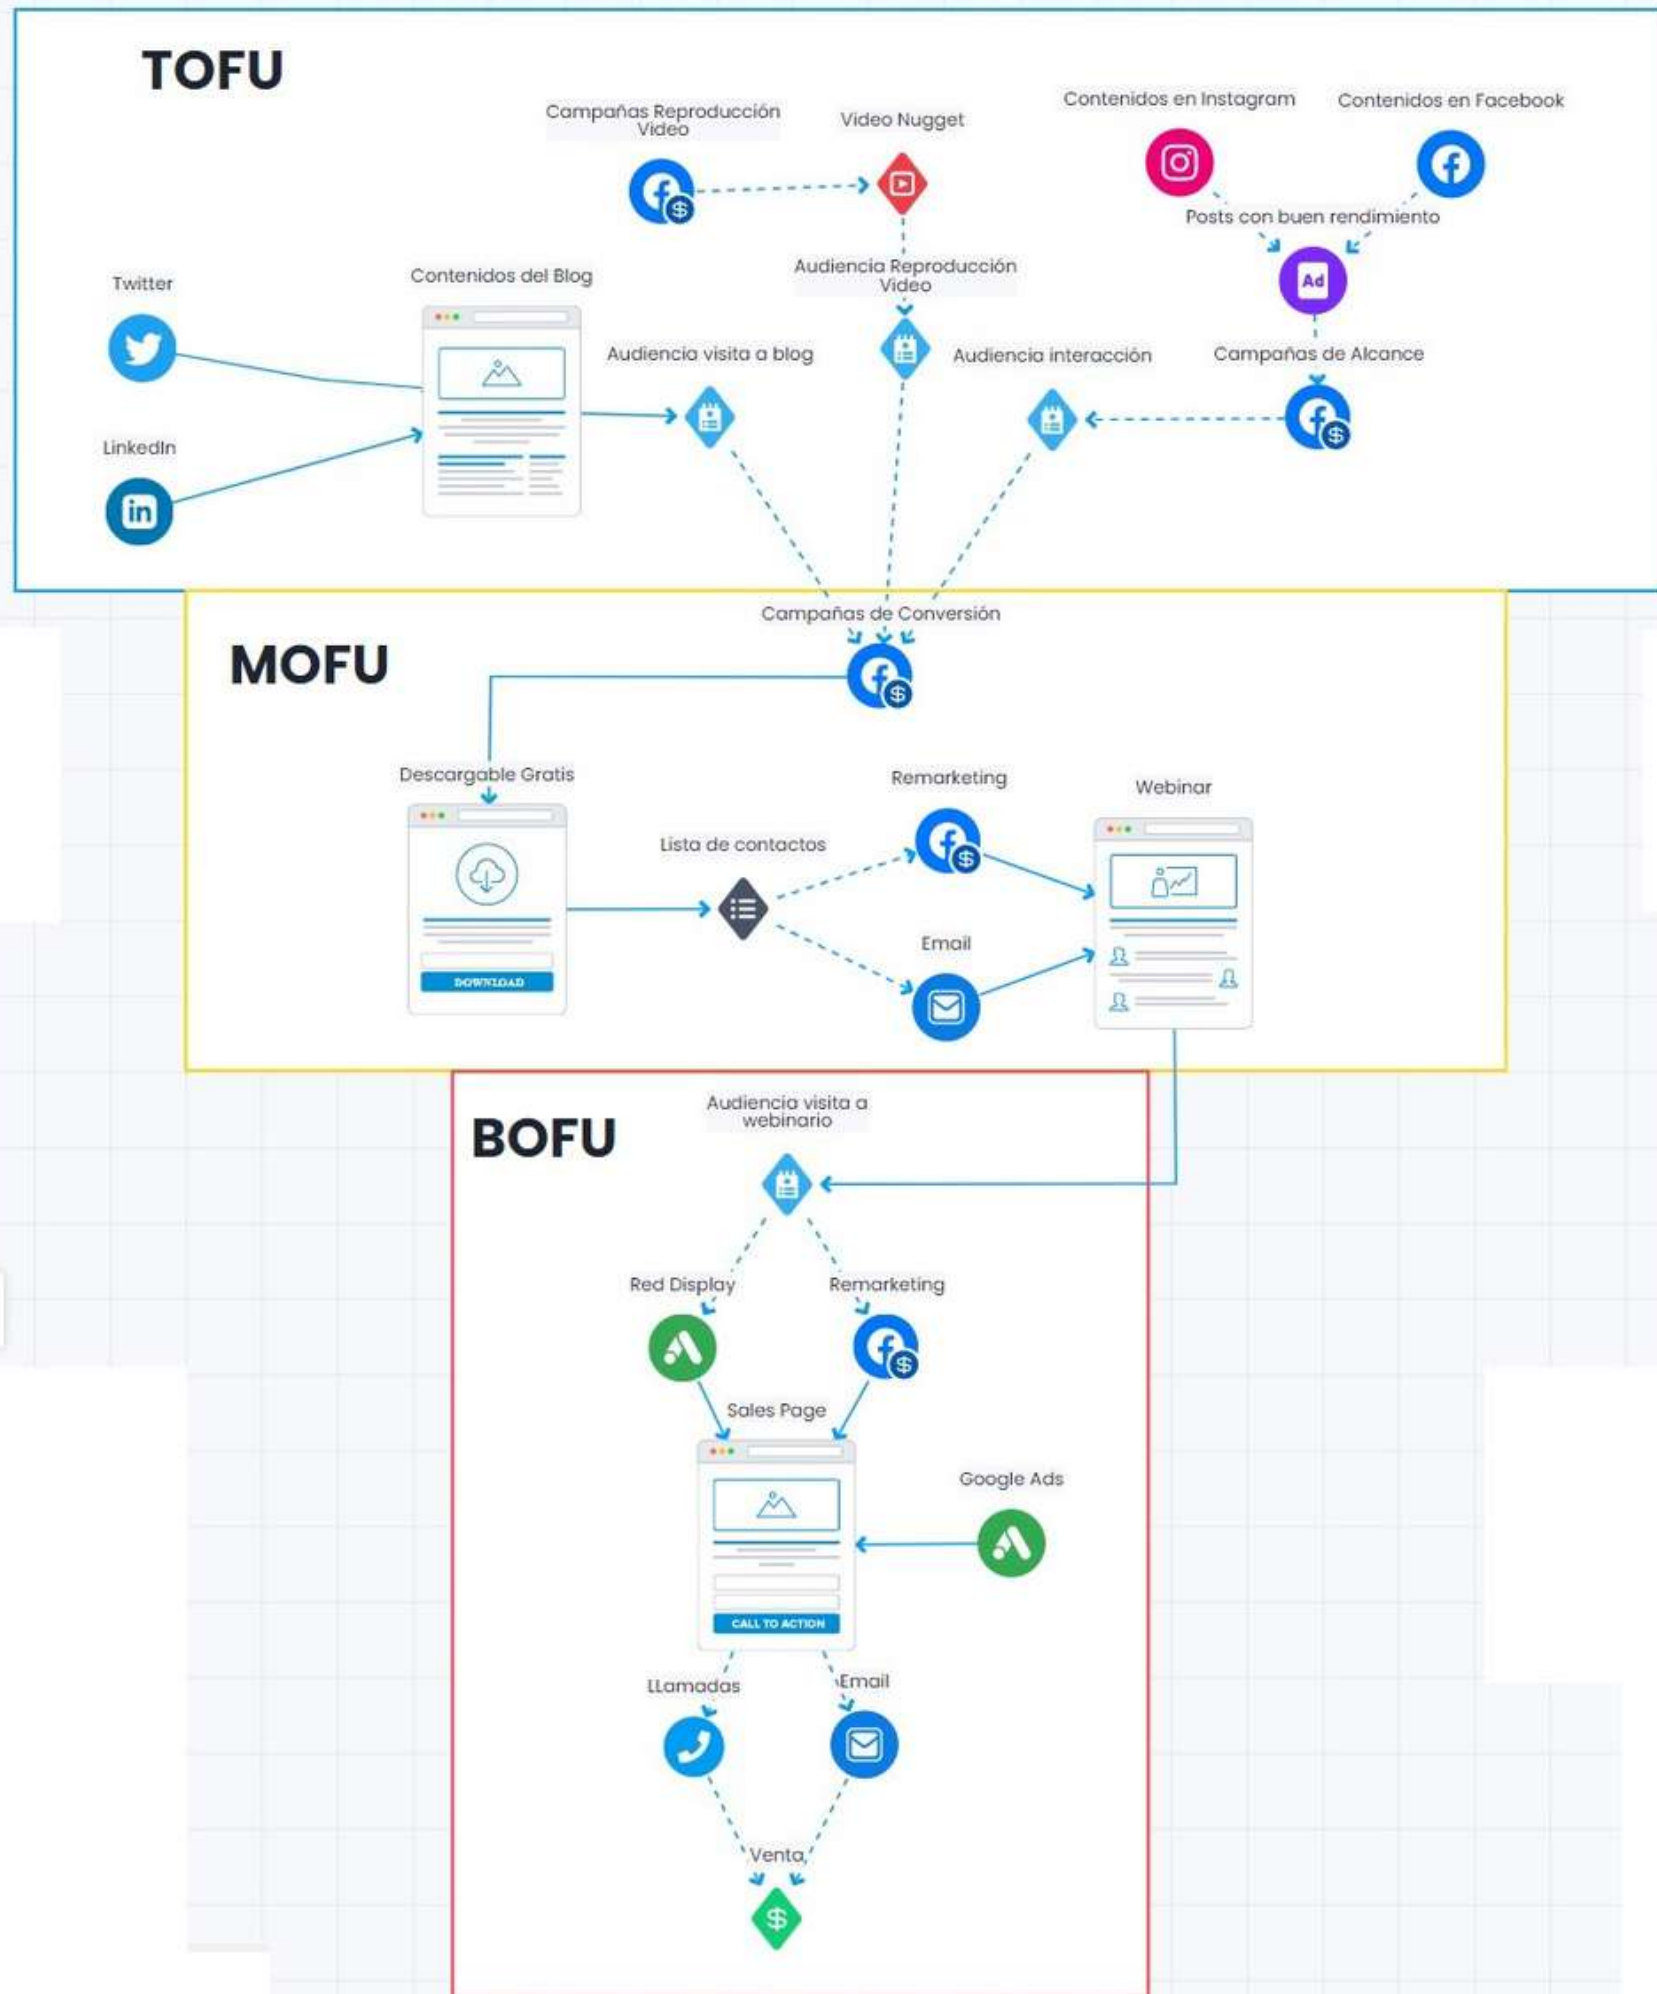 TOFU
Campañas Reproducción
Video
Video Nugget
Contenidos en Instagram
Contenidos en Facebook
Posts con buen rendimiento
Ad
Twitter
Contenidos del Blog
Audiencia Reproducción
Video
Audiencia visita a blog
Audiencia interacción
Campañas de Alcance
LinkedIn
in
Campañas de Conversión
MOFU
Descargable Gratis
DOWNLOAD
Lista de contactos
Remarketing
Email
Webinar
BOFU
Audiencia visita a
webinario
Red Display
Remarketing
Sales Page
CALL TO ACTION
Google Ads
LLamadas
Email
Venta